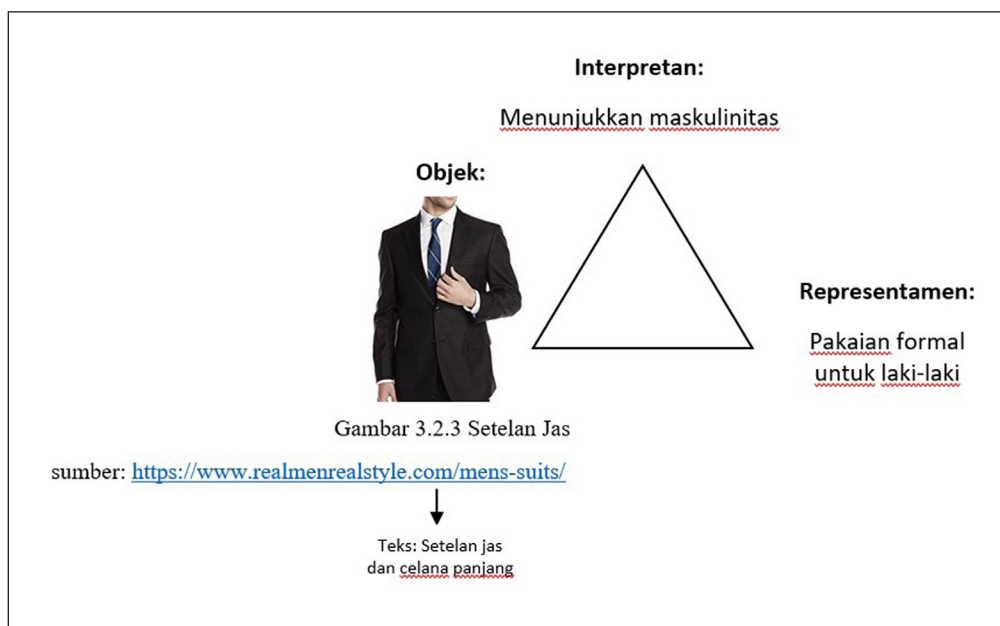 Interpretan:
Menunjukkan maskulinitas
Objek:
Representamen:
Pakaian formal
untuk laki-laki
Gambar 3.2.3 Setelan Jas
sumber: https://www.realmenrealstyle.com/mens-suits/
Teks: Setelan jas
dan celana panjang